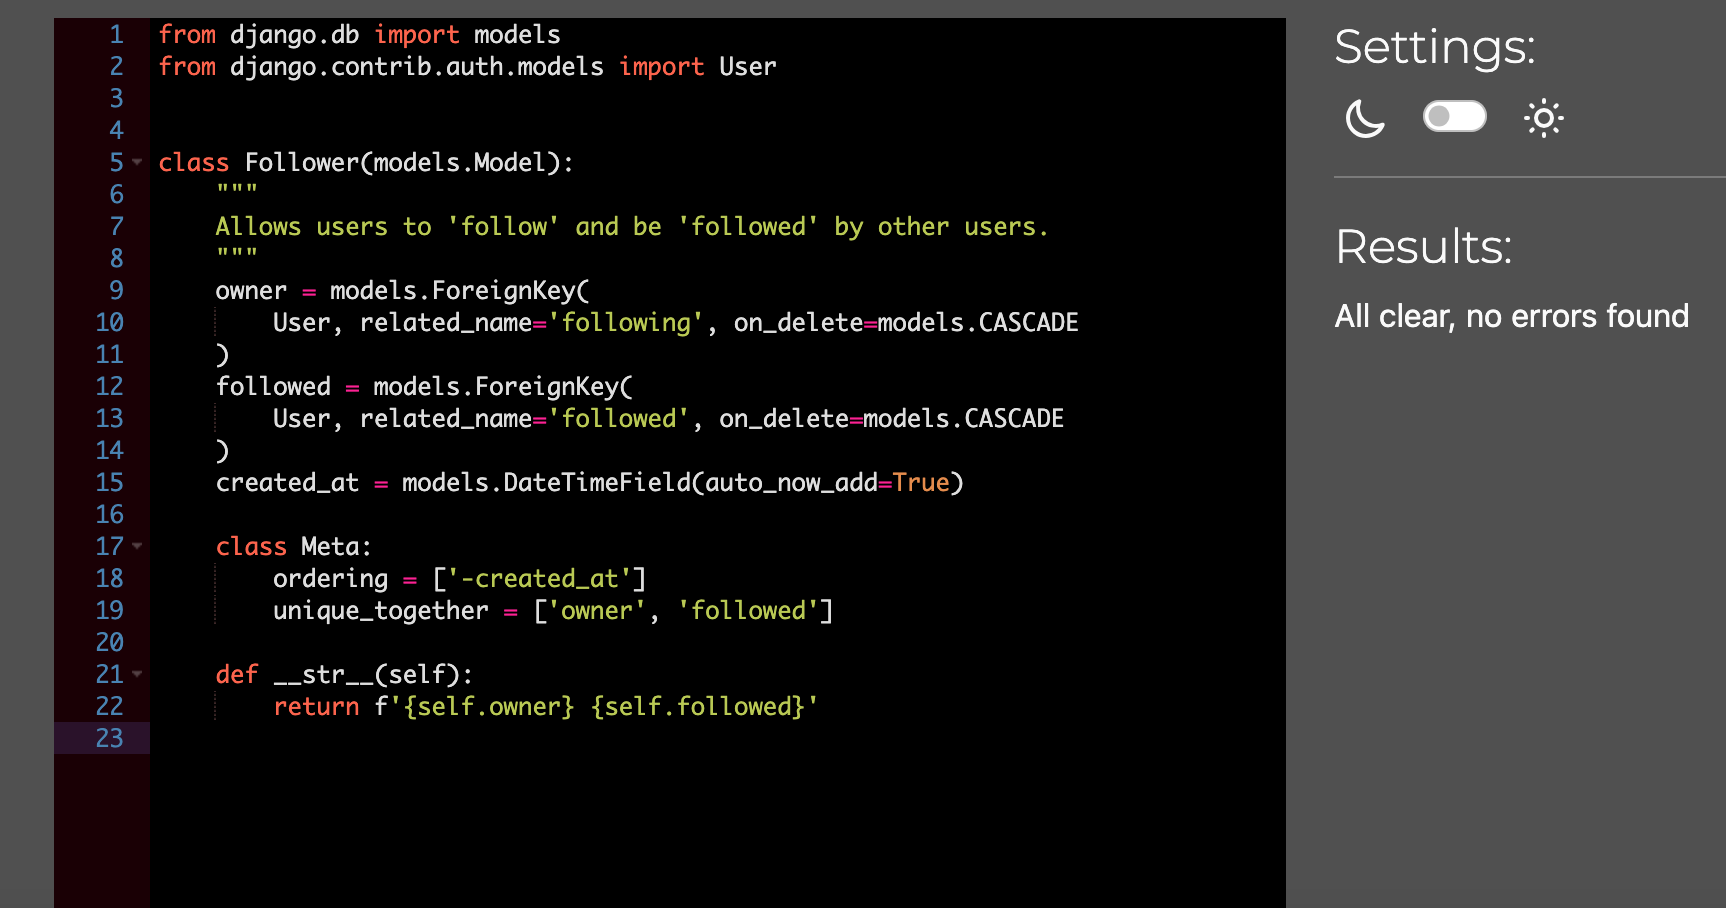 1 from django.db import models
2 from django.contrib.auth.models import User
3
4
5 class Follower(models.Model):
6     """
7     Allows users to 'follow' and be 'followed' by other users.
8     """
9     owner = models.ForeignKey(
10         User, related_name='following', on_delete=models.CASCADE
11     )
12     followed = models.ForeignKey(
13         User, related_name='followed', on_delete=models.CASCADE
14     )
15     created_at = models.DateTimeField(auto_now_add=True)
16
17     class Meta:
18         ordering = ['-created_at']
19         unique_together = ['owner', 'followed']
20
21     def __str__(self):
22         return f'{self.owner} {self.followed}'
23
Settings:
Results:
All clear, no errors found